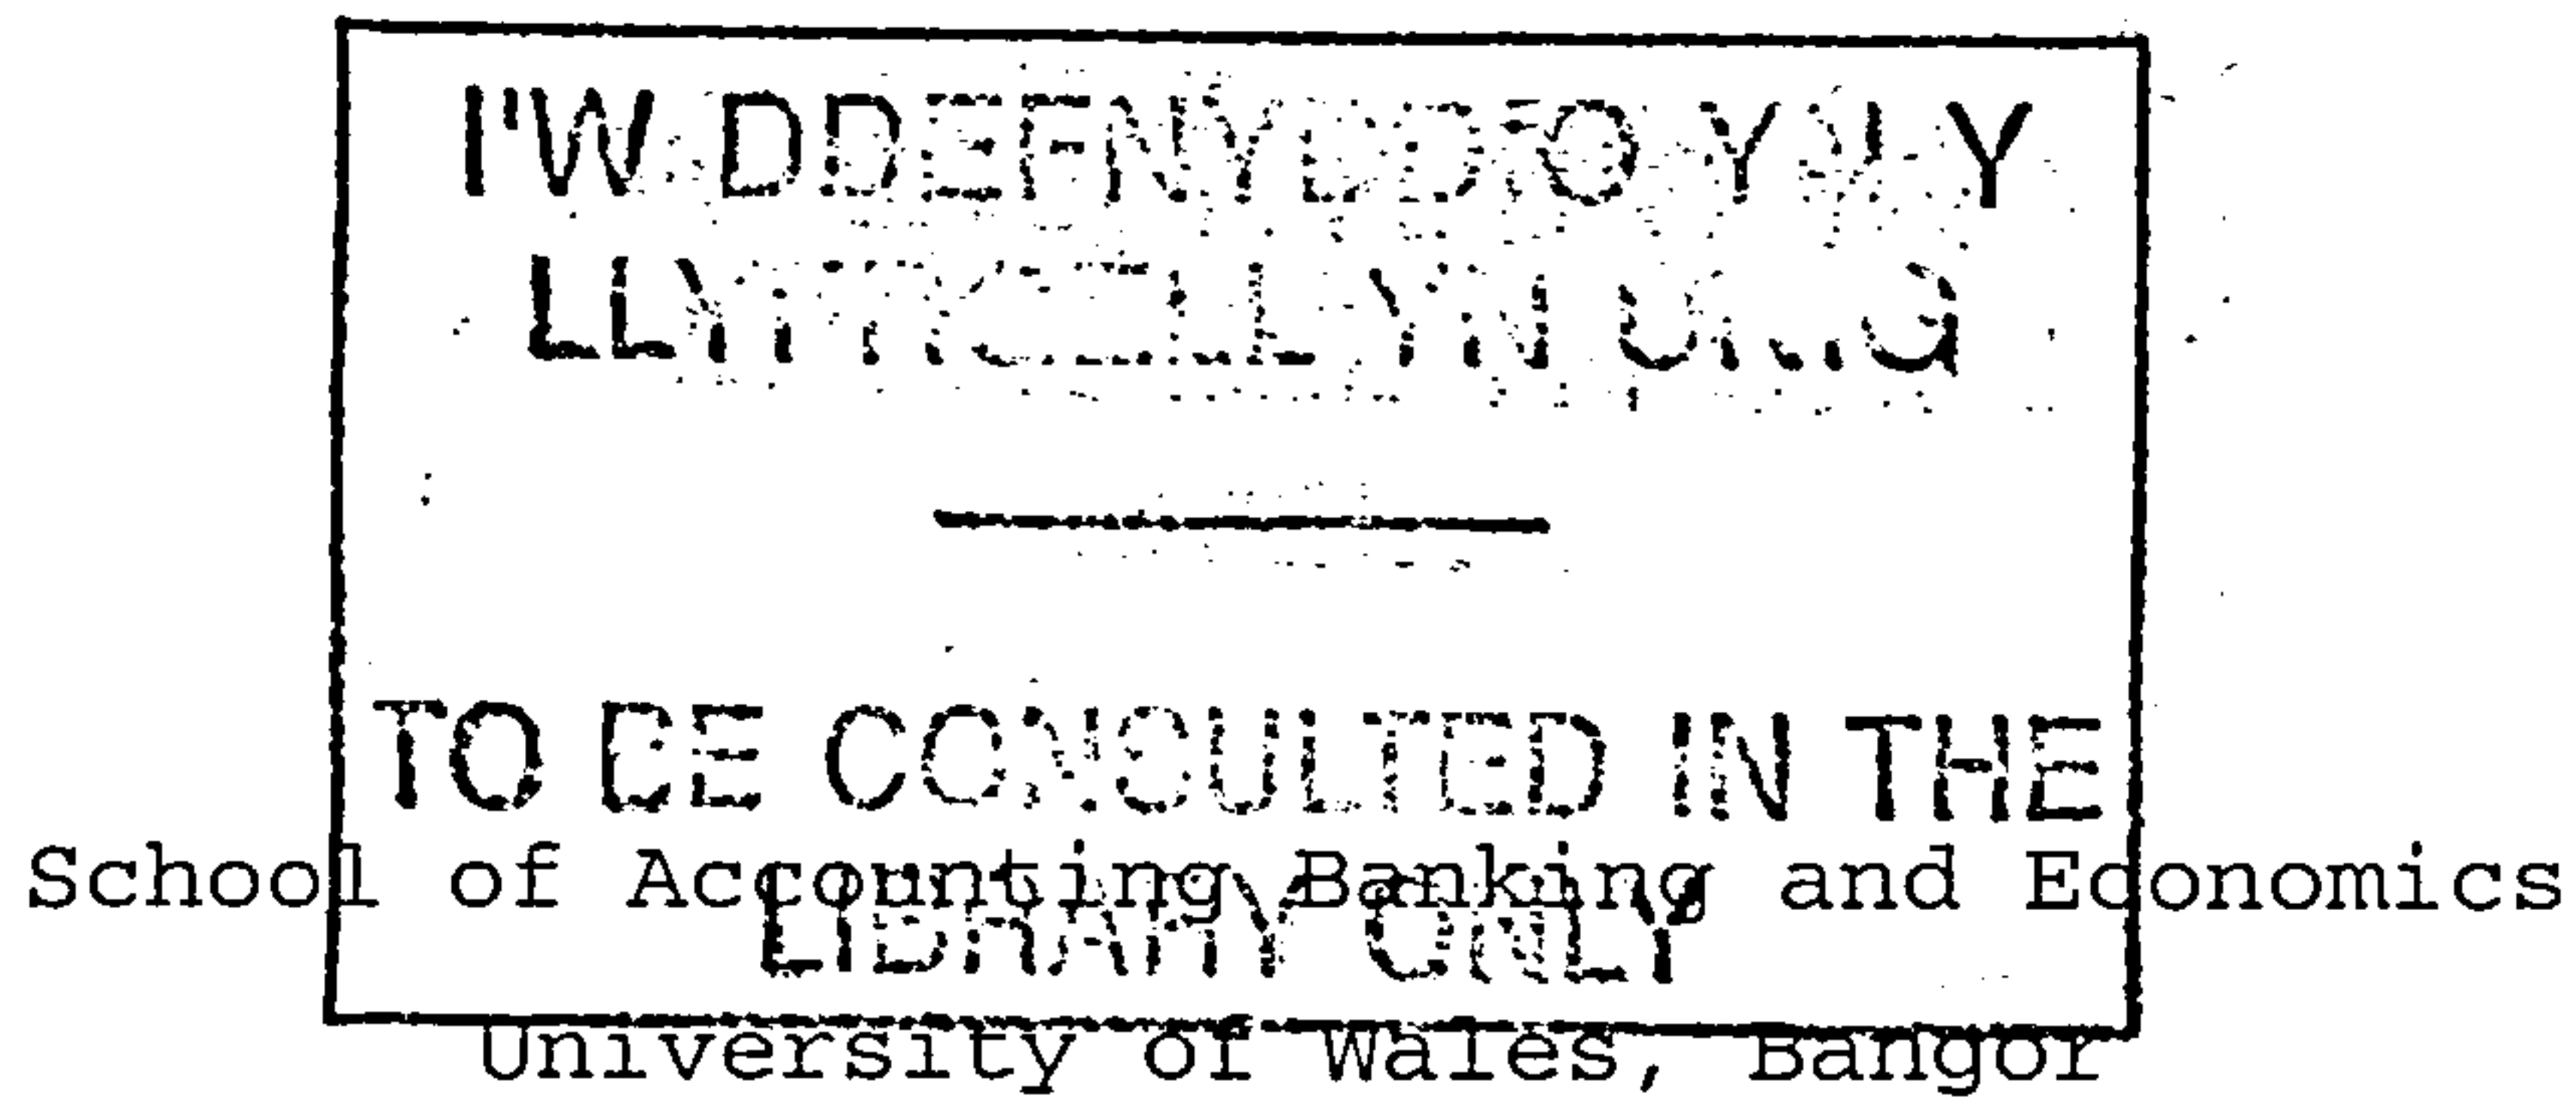 I'W DDEFNYDDIO YN Y
LLYFRGELL YN UNIG
TO BE CONSULTED IN THE
School of Accounting Banking and Economics
LIBRARY ONLY
University of Wales, Bangor